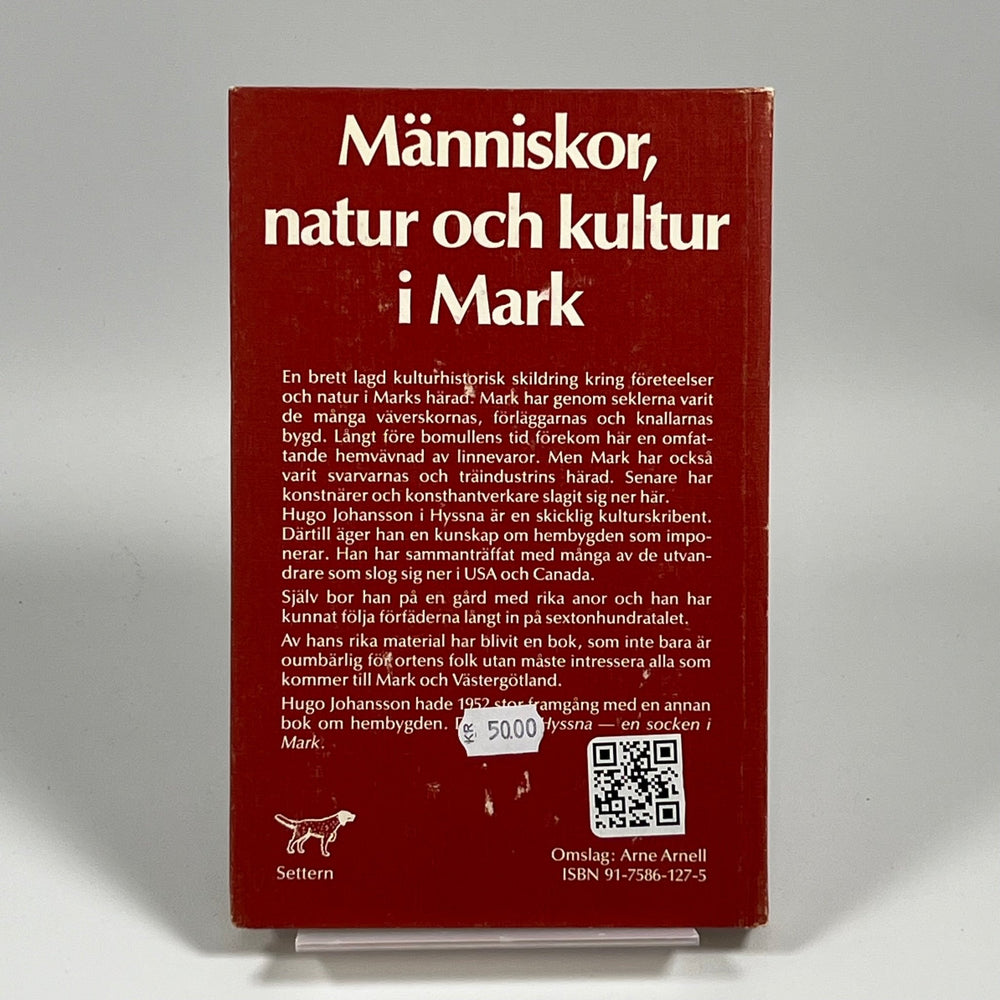 Människor,
natur och kultur
i Mark
En brett lagd kulturhistorisk skildring kring företeelser
och natur i Marks härad. Mark har genom seklerna varit
de många väverskornas, förläggarnas och knallarnas
bygd. Långt före bomullens tid förekom här en omfat-
tande hemvävnad av linnevaror. Men Mark har också
varit svarvarnas och träindustrins härad. Senare har
konstnärer och konsthantverkare slagit sig ner här.
Hugo Johansson i Hyssna är en skicklig kulturskribent.
Därtill äger han en kunskap om hembygden som impo-
nerar. Han har sammanträffat med många av de utvan-
drare som slog sig ner i USA och Canada.
Själv bor han på en gård med rika anor och han har
kunnat följa förfäderna långt in på sextonhundratalet.
Av hans rika material har blivit en bok, som inte bara är
oumbärlig för ortens folk utan måste intressera alla som
kommer till Mark och Västergötland.
Hugo Johansson hade 1952 stor framgång med en annan
bok om hembygden. Hyssna — en socken i
Mark.
KR 50.00
Settern
Omslag: Arne Arnell
ISBN 91-7586-127-5